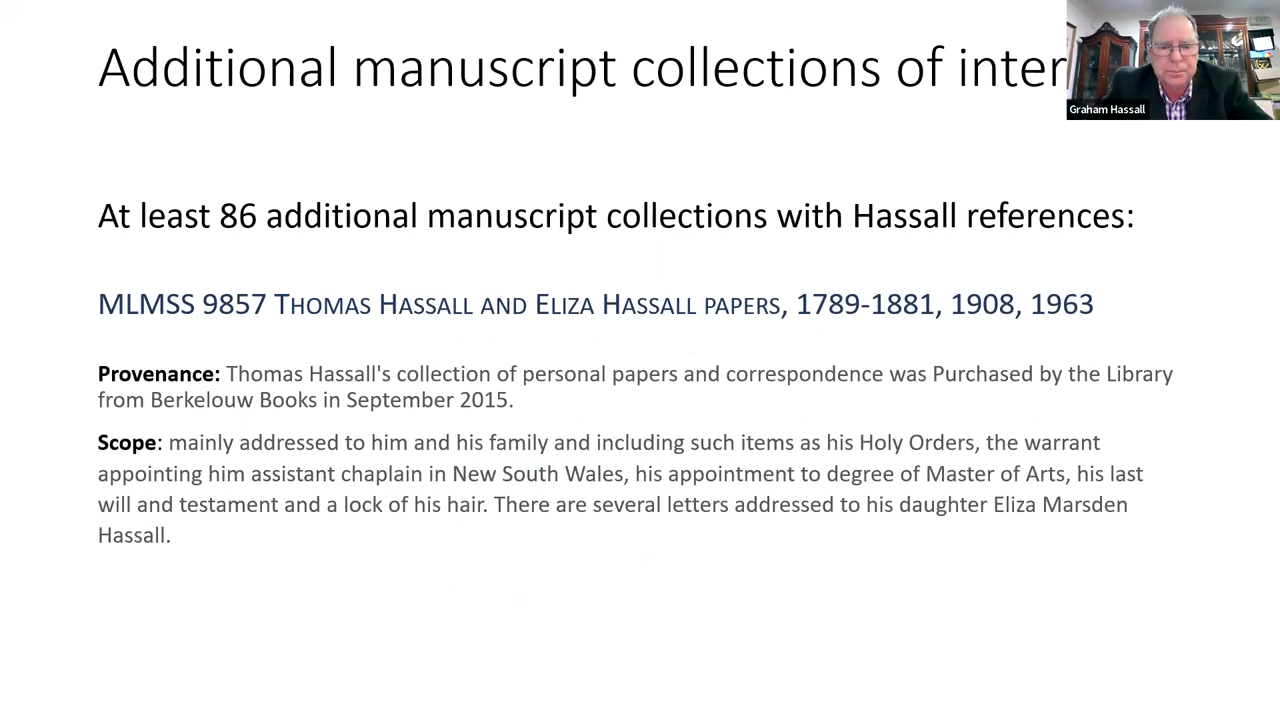 Additional manuscript collections of inter
Graham Hassall
At least 86 additional manuscript collections with Hassall references:
MLMSS 9857 THOMAS HASSALL AND ELIZA HASSALL PAPERS, 1789-1881, 1908, 1963
Provenance: Thomas Hassall's collection of personal papers and correspondence was Purchased by the Library
from Berkelouw Books in September 2015.
Scope: mainly addressed to him and his family and including such items as his Holy Orders, the warrant
appointing him assistant chaplain in New South Wales, his appointment to degree of Master of Arts, his last
will and testament and a lock of his hair. There are several letters addressed to his daughter Eliza Marsden
Hassall.